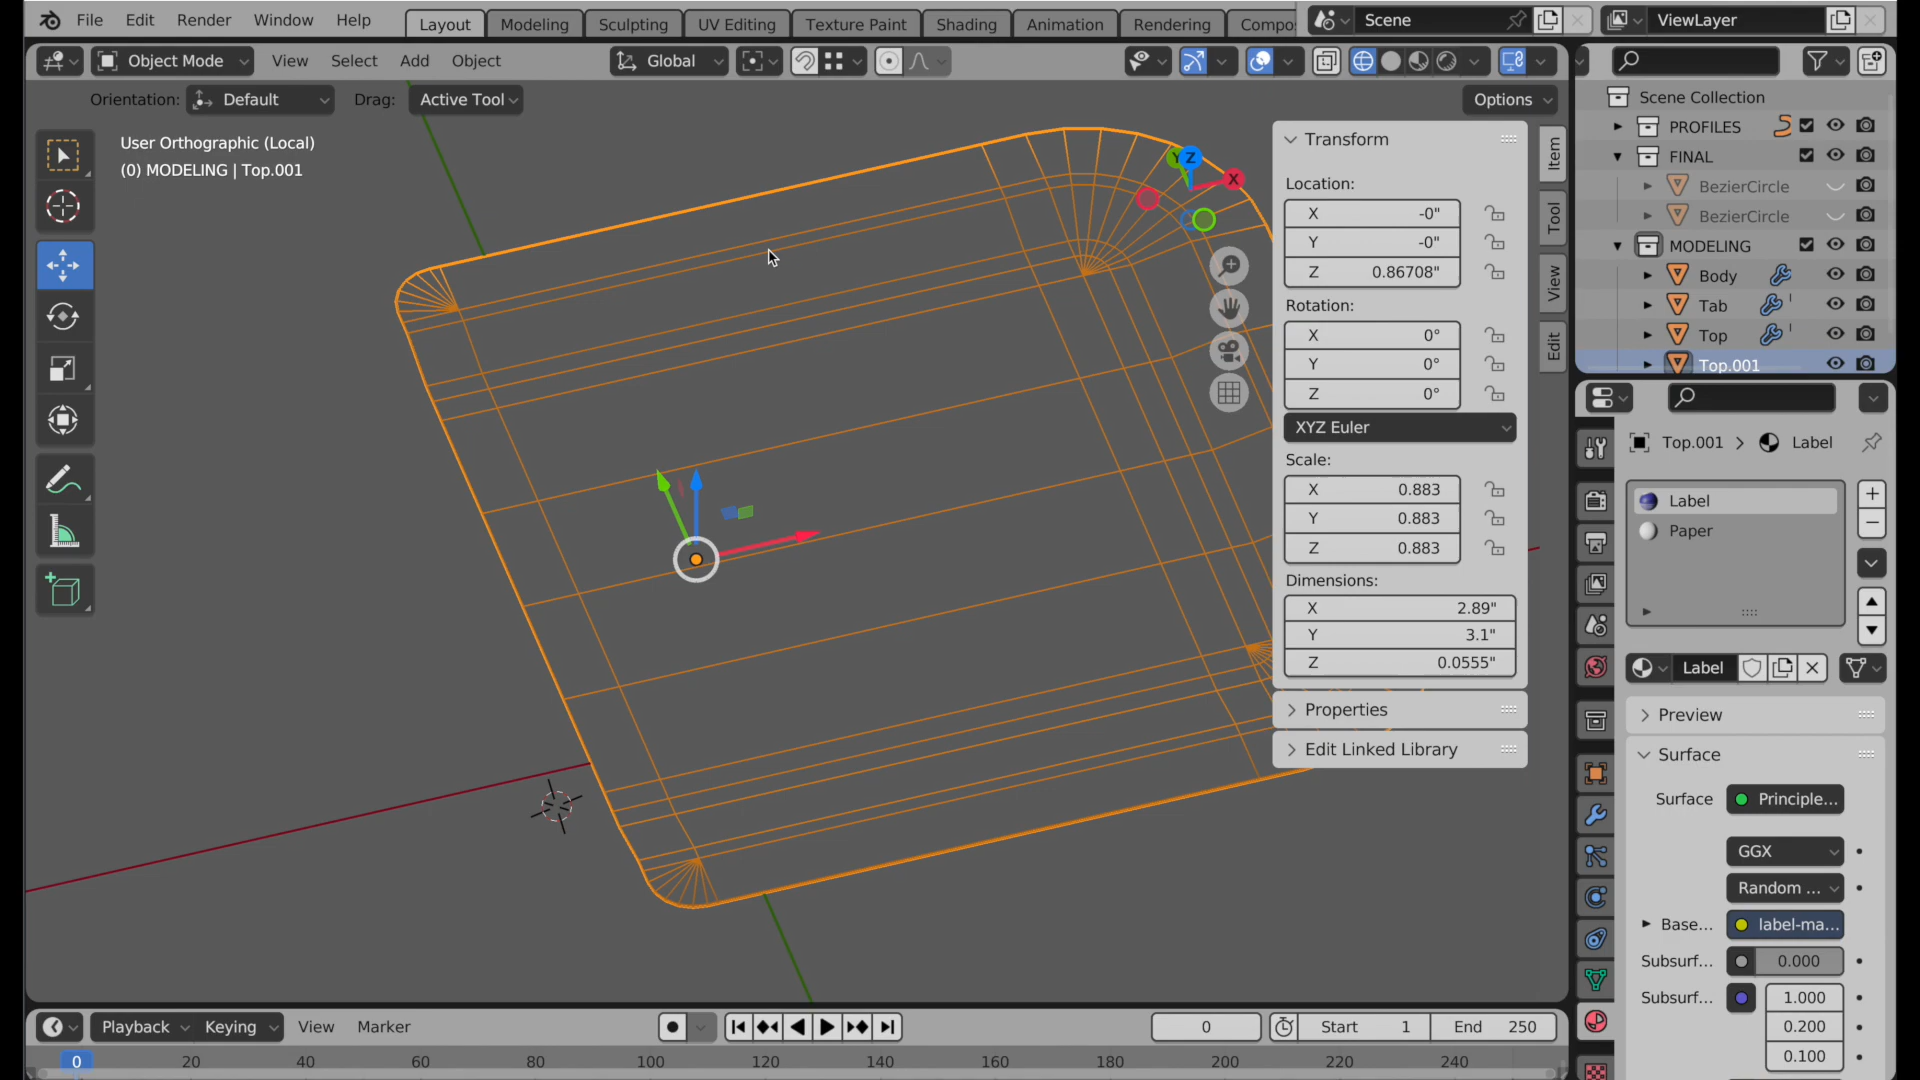 File Edit Render Window Help Layout Modeling Sculpting UV Editing Texture Paint Shading Animation Rendering Compo Scene ViewLayer
Object Mode View Select Add Object Global
Orientation: Default Drag: Active Tool Options
User Orthographic (Local)
(0) MODELING | Top.001
Y Z X
Transform
Location:
X -0"
Y -0"
Z 0.86708"
Rotation:
X 0°
Y 0°
Z 0°
XYZ Euler
Scale:
X 0.883
Y 0.883
Z 0.883
Dimensions:
X 2.89"
Y 3.1"
Z 0.0555"
Properties
Edit Linked Library
Item
Tool
View
Edit
Scene Collection
PROFILES
FINAL
BezierCircle
BezierCircle
MODELING
Body
Tab
Top
Top.001
Top.001 > Label
Label
Paper
Label
Preview
Surface
Surface Principle...
GGX
Random ...
Base... label-ma...
Subsurf... 0.000
Subsurf... 1.000
0.200
0.100
Playback Keying View Marker 0 Start 1 End 250
0 20 40 60 80 100 120 140 160 180 200 220 240